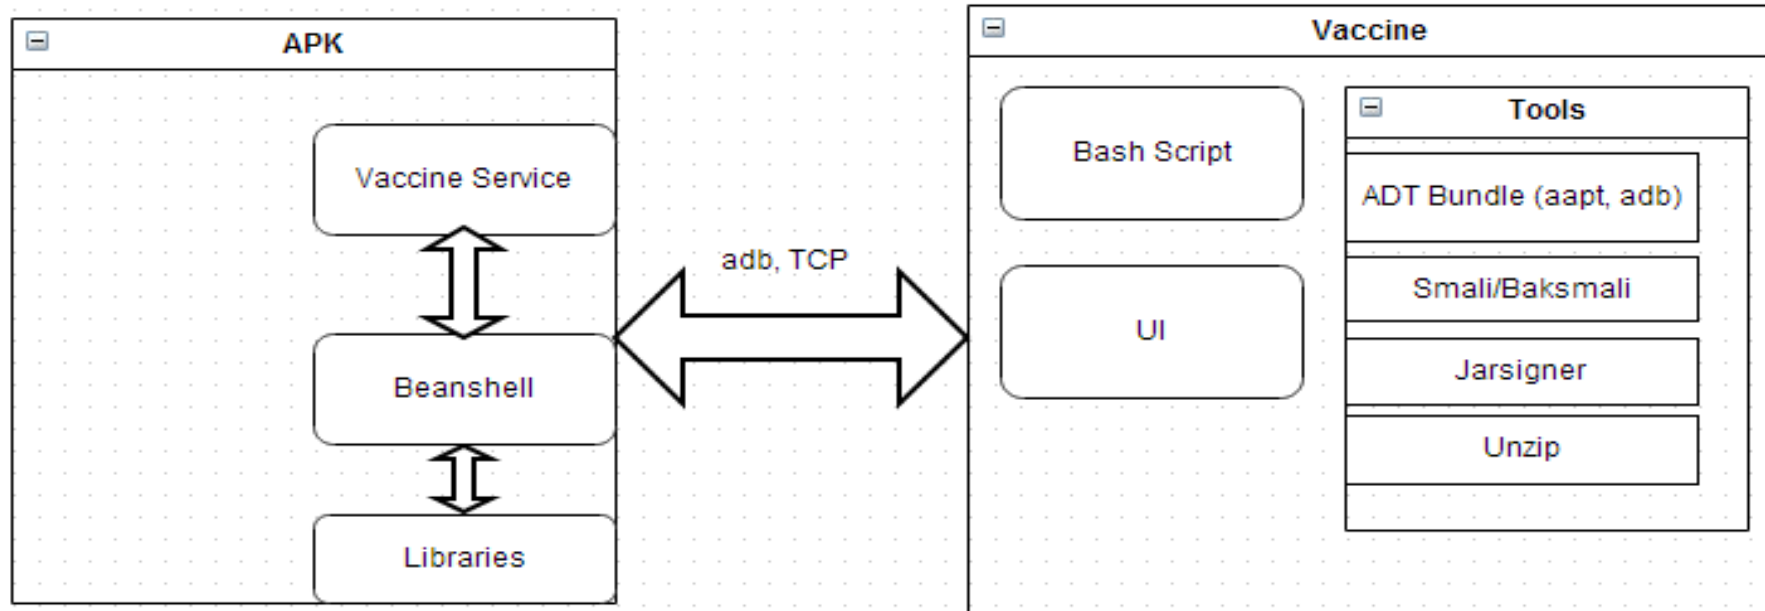 APK
Vaccine Service
Beanshell
Libraries
adb, TCP
Vaccine
Bash Script
UI
Tools
ADT Bundle (aapt, adb)
Smali/Baksmali
Jarsigner
Unzip